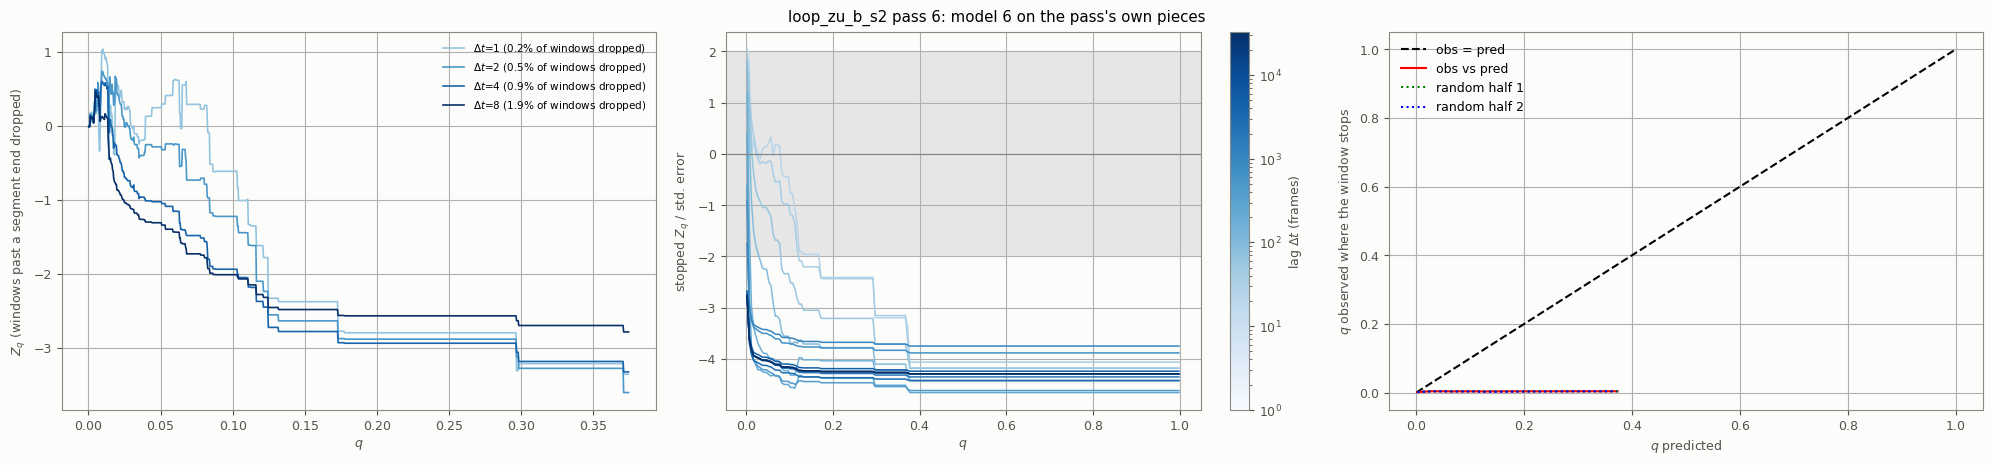 loop_zu_b_s2 pass 6: model 6 on the pass's own pieces
Z_q (windows past a segment end dropped)
1
0
−1
−2
−3
0.00 0.05 0.10 0.15 0.20 0.25 0.30 0.35
q
Δt=1 (0.2% of windows dropped)
Δt=2 (0.5% of windows dropped)
Δt=4 (0.9% of windows dropped)
Δt=8 (1.9% of windows dropped)
stopped Z_q / std. error
2
1
0
−1
−2
−3
−4
0.0 0.2 0.4 0.6 0.8 1.0
q
10^4
10^3
10^2
10^1
10^0
lag Δt (frames)
q observed where the window stops
1.0
0.8
0.6
0.4
0.2
0.0
0.0 0.2 0.4 0.6 0.8 1.0
q predicted
obs = pred
obs vs pred
random half 1
random half 2